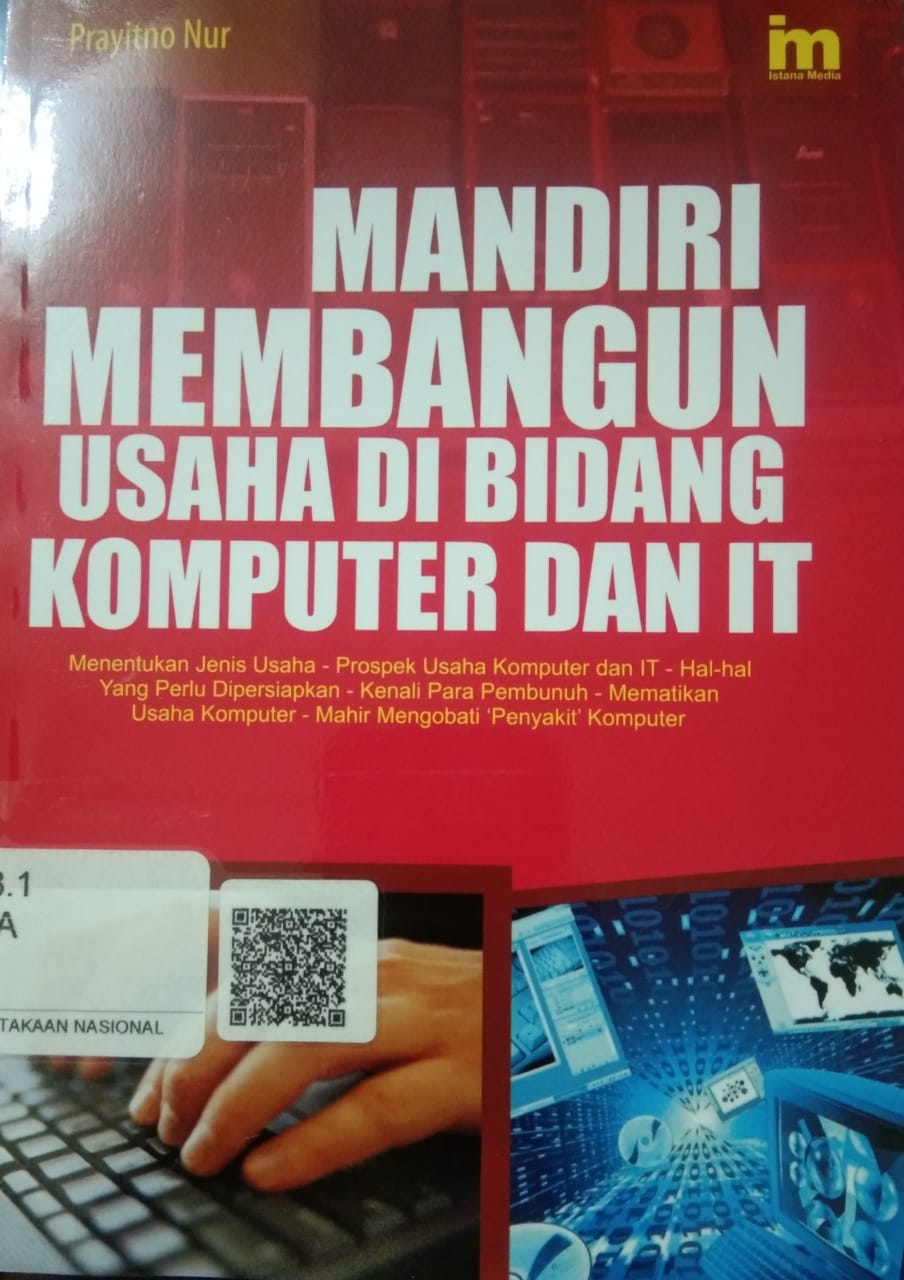 Prayitno Nur
im
Istana Media
MANDIRI
MEMBANGUN
USAHA DI BIDANG
KOMPUTER DAN IT
Menentukan Jenis Usaha - Prospek Usaha Komputer dan IT - Hal-hal
Yang Perlu Dipersiapkan - Kenali Para Pembunuh - Mematikan
Usaha Komputer - Mahir Mengobati ‘Penyakit’ Komputer
3.1
A
TAKAAN NASIONAL